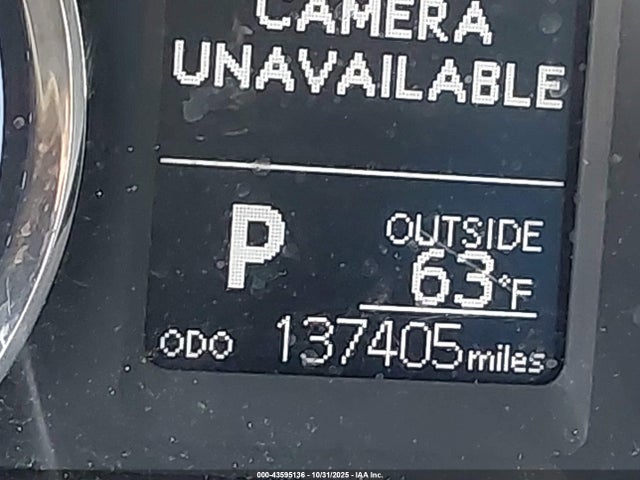 CAMERA
UNAVAILABLE
P
OUTSIDE
63°F
ODO 137405 miles
000-43595136 - 10/31/2025 - IAA Inc.